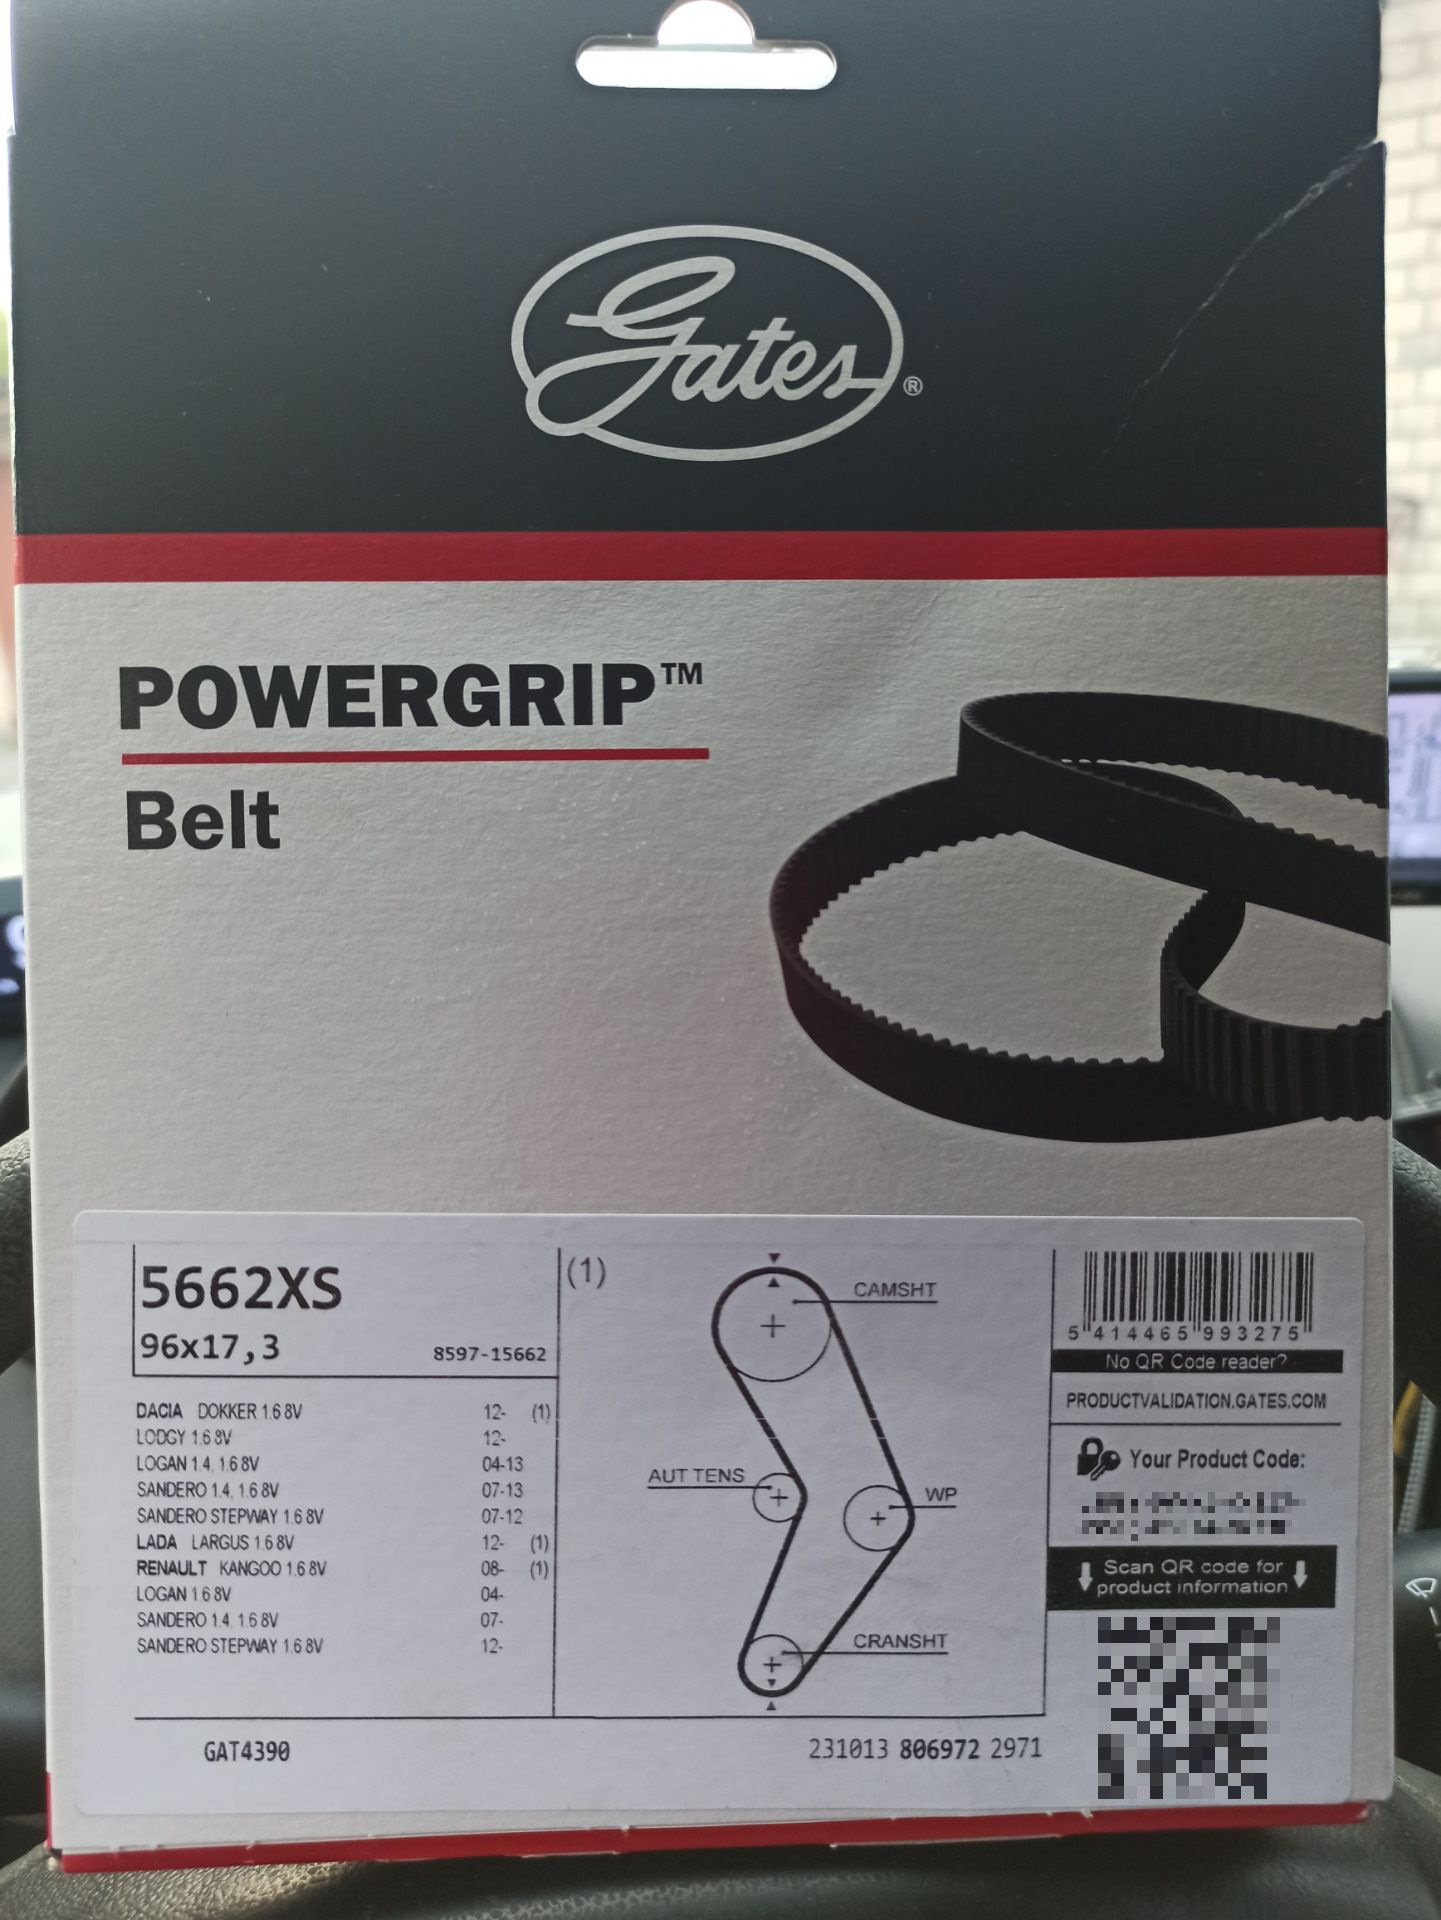 Gates®
POWERGRIP™
Belt
5662XS
96x17,3 8597-15662
DACIA DOKKER 1.6 8V 12- (1)
LODGY 1.6 8V 12-
LOGAN 1.4, 1.6 8V 04-13
SANDERO 1.4, 1.6 8V 07-13
SANDERO STEPWAY 1.6 8V 07-12
LADA LARGUS 1.6 8V 12- (1)
RENAULT KANGOO 1.6 8V 08- (1)
LOGAN 1.6 8V 04-
SANDERO 1.4, 1.6 8V 07-
SANDERO STEPWAY 1.6 8V 12-
GAT4390
(1)
CAMSHT
AUT TENS
WP
CRANSHT
231013 806972 2971
5 414465 993275
No QR Code reader?
PRODUCTVALIDATION.GATES.COM
Your Product Code:
Scan QR code for
product information